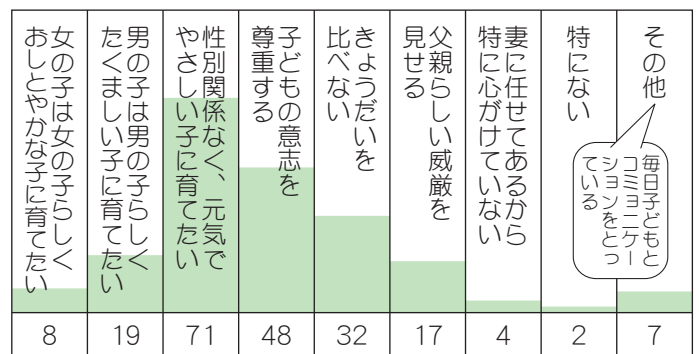 女の子は女の子らしく
おしとやかな子に育てたい
男の子は男の子らしく
たくましい子に育てたい
性別関係なく、元気で
やさしい子に育てたい
子どもの意志を
尊重する
きょうだいを
比べない
父親らしい威厳を
見せる
妻に任せてあるから
特に心がけていない
特にない
その他
毎日子どもと
コミョニケー
ションをとっ
ている
8 19 71 48 32 17 4 2 7